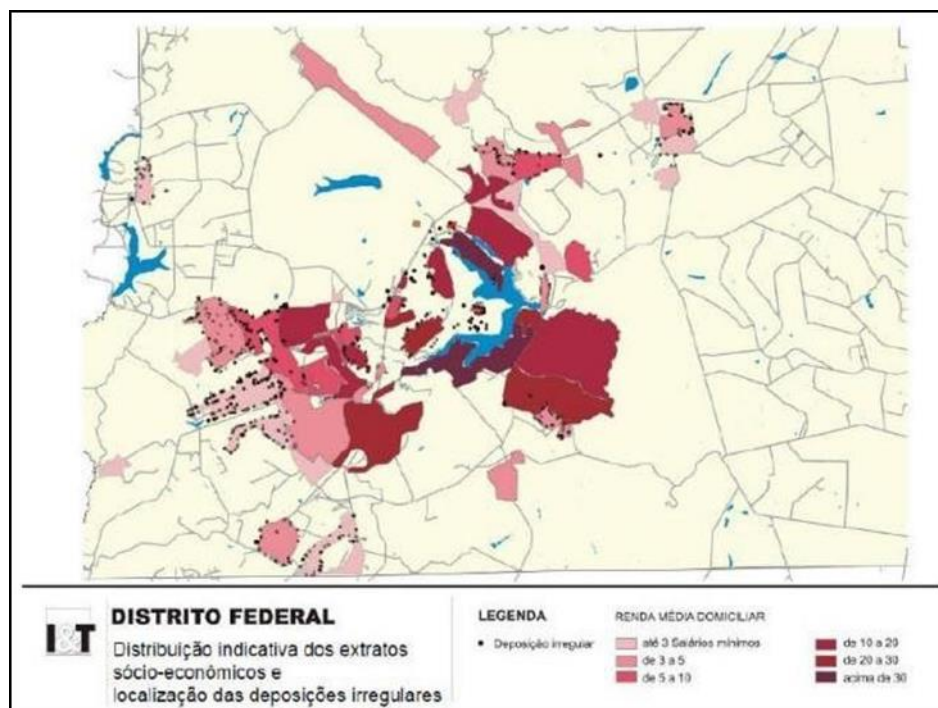 I&T
DISTRITO FEDERAL
Distribuição indicativa dos extratos
sócio-econômicos e
localização das deposições irregulares
LEGENDA
Deposição irregular
RENDA MÉDIA DOMICILIAR
até 3 Salários mínimos
de 3 a 5
de 5 a 10
de 10 a 20
de 20 a 30
acima de 30